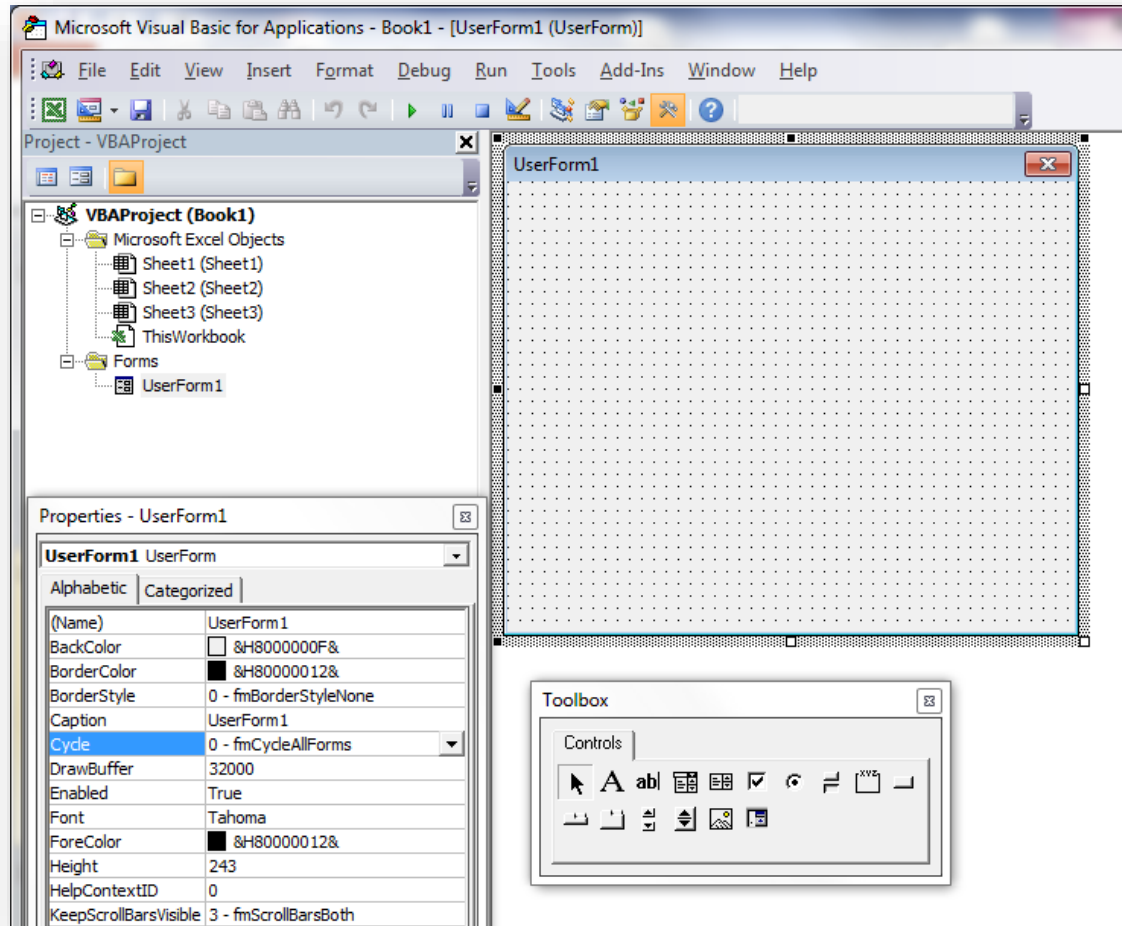 Microsoft Visual Basic for Applications - Book1 - [UserForm1 (UserForm)]
File Edit View Insert Format Debug Run Tools Add-Ins Window Help
Project - VBAProject
VBAProject (Book1)
Microsoft Excel Objects
Sheet1 (Sheet1)
Sheet2 (Sheet2)
Sheet3 (Sheet3)
ThisWorkbook
Forms
UserForm1
UserForm1
Properties - UserForm1
UserForm1 UserForm
Alphabetic Categorized
(Name) UserForm1
BackColor &H8000000F&
BorderColor &H80000012&
BorderStyle 0 - fmBorderStyleNone
Caption UserForm1
Cycle 0 - fmCycleAllForms
DrawBuffer 32000
Enabled True
Font Tahoma
ForeColor &H80000012&
Height 243
HelpContextID 0
KeepScrollBarsVisible 3 - fmScrollBarsBoth
Toolbox
Controls
A ab xyz